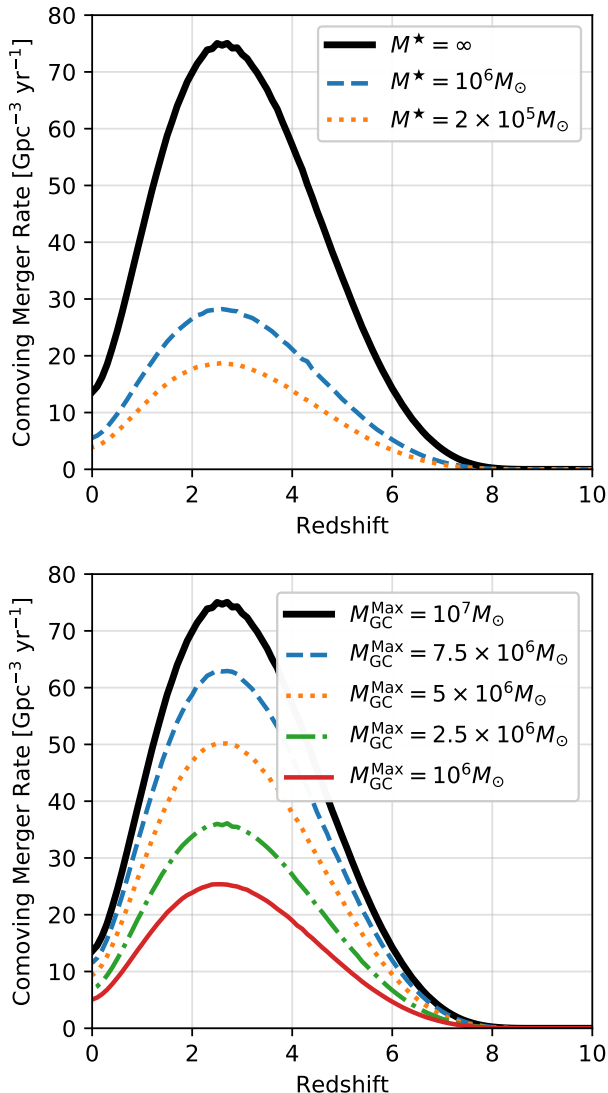 80
70
60
50
40
30
20
10
0
Comoving Merger Rate [Gpc⁻³ yr⁻¹]
M★ = ∞
M★ = 10⁶M⊙
M★ = 2 × 10⁵M⊙
0 2 4 6 8 10
Redshift
80
70
60
50
40
30
20
10
0
Comoving Merger Rate [Gpc⁻³ yr⁻¹]
M_GC^Max = 10⁷M⊙
M_GC^Max = 7.5 × 10⁶M⊙
M_GC^Max = 5 × 10⁶M⊙
M_GC^Max = 2.5 × 10⁶M⊙
M_GC^Max = 10⁶M⊙
0 2 4 6 8 10
Redshift